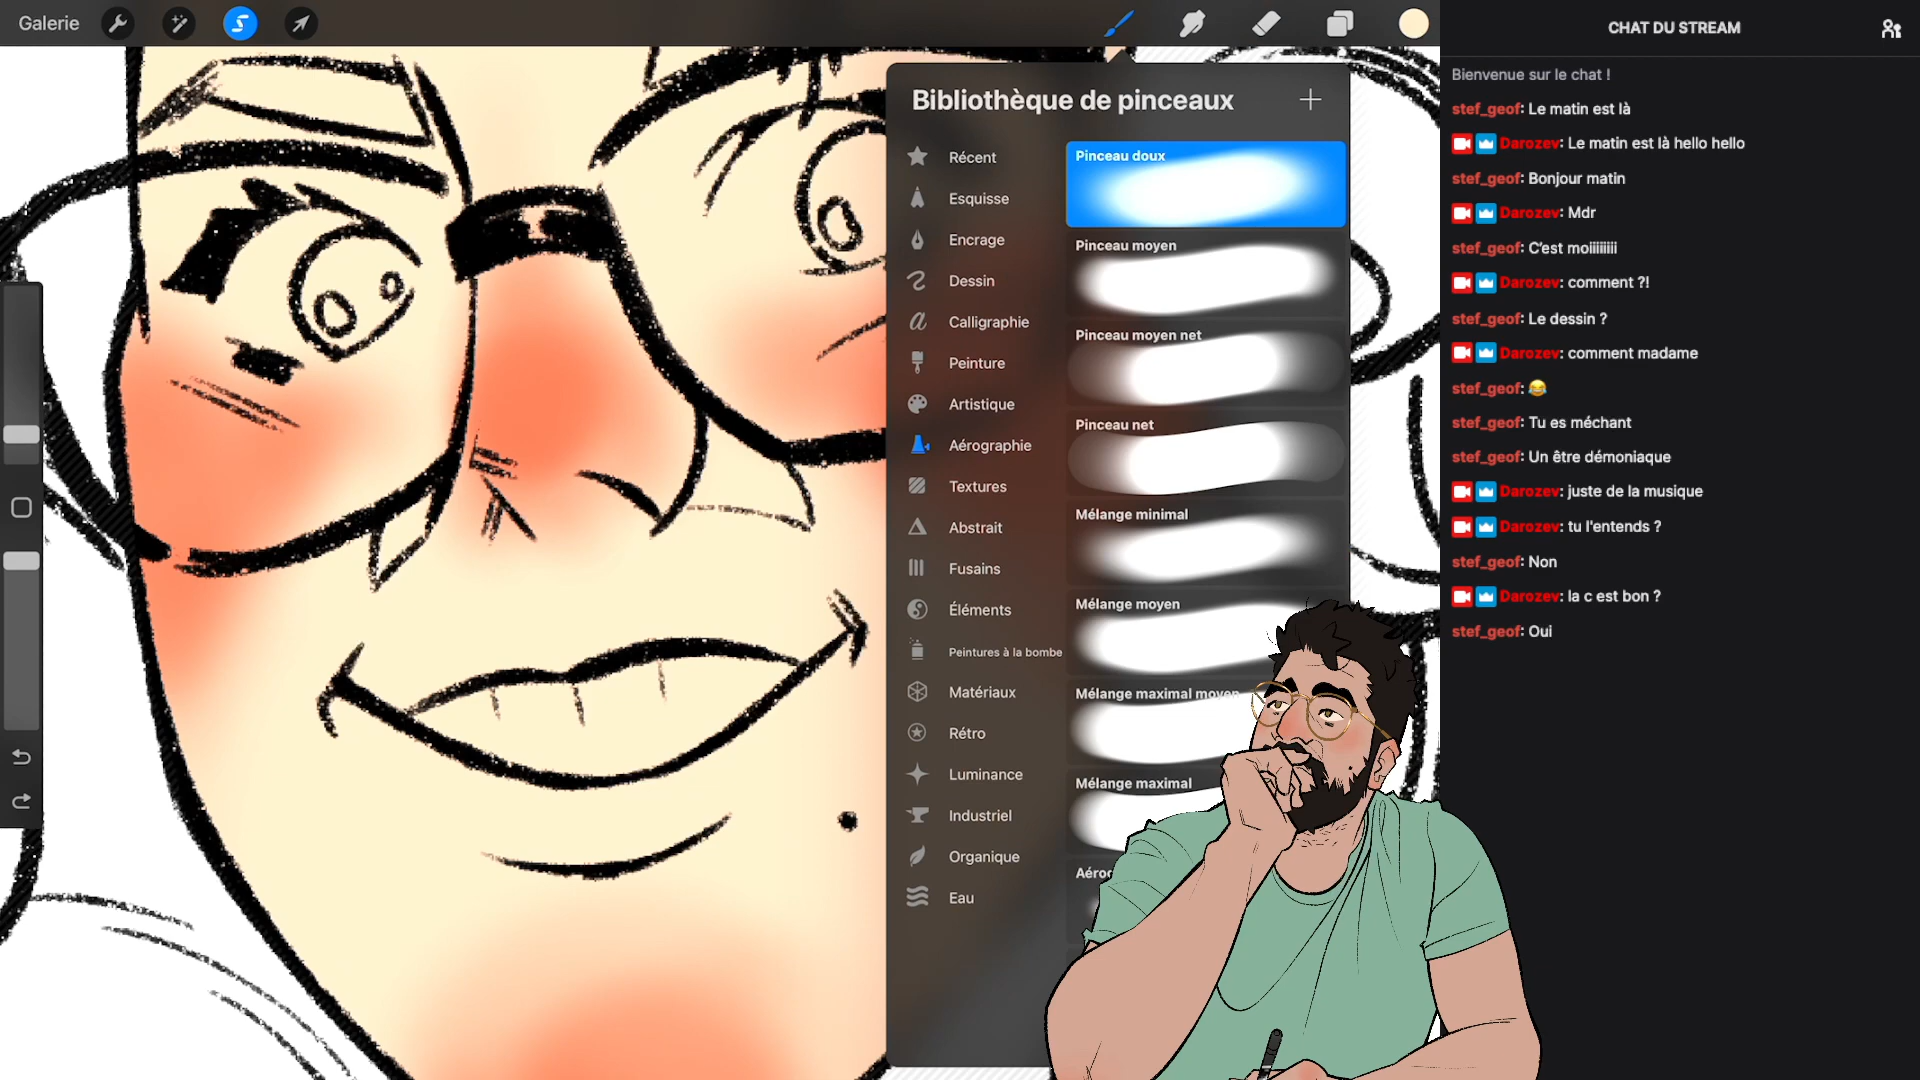 Galerie
Bibliothèque de pinceaux
Récent
Esquisse
Encrage
Dessin
Calligraphie
Peinture
Artistique
Aérographie
Textures
Abstrait
Fusains
Éléments
Peintures à la bombe
Matériaux
Rétro
Luminance
Industriel
Organique
Eau
Pinceau doux
Pinceau moyen
Pinceau moyen net
Pinceau net
Mélange minimal
Mélange moyen
Mélange maximal moyen
Mélange maximal
CHAT DU STREAM
Bienvenue sur le chat !
stef_geof: Le matin est là
Darozev: Le matin est là hello hello
stef_geof: Bonjour matin
Darozev: Mdr
stef_geof: C'est moiiiiiiiii
Darozev: comment ?!
stef_geof: Le dessin ?
Darozev: comment madame
stef_geof: 😂
stef_geof: Tu es méchant
stef_geof: Un être démoniaque
Darozev: juste de la musique
Darozev: tu l'entends ?
stef_geof: Non
Darozev: la c est bon ?
stef_geof: Oui